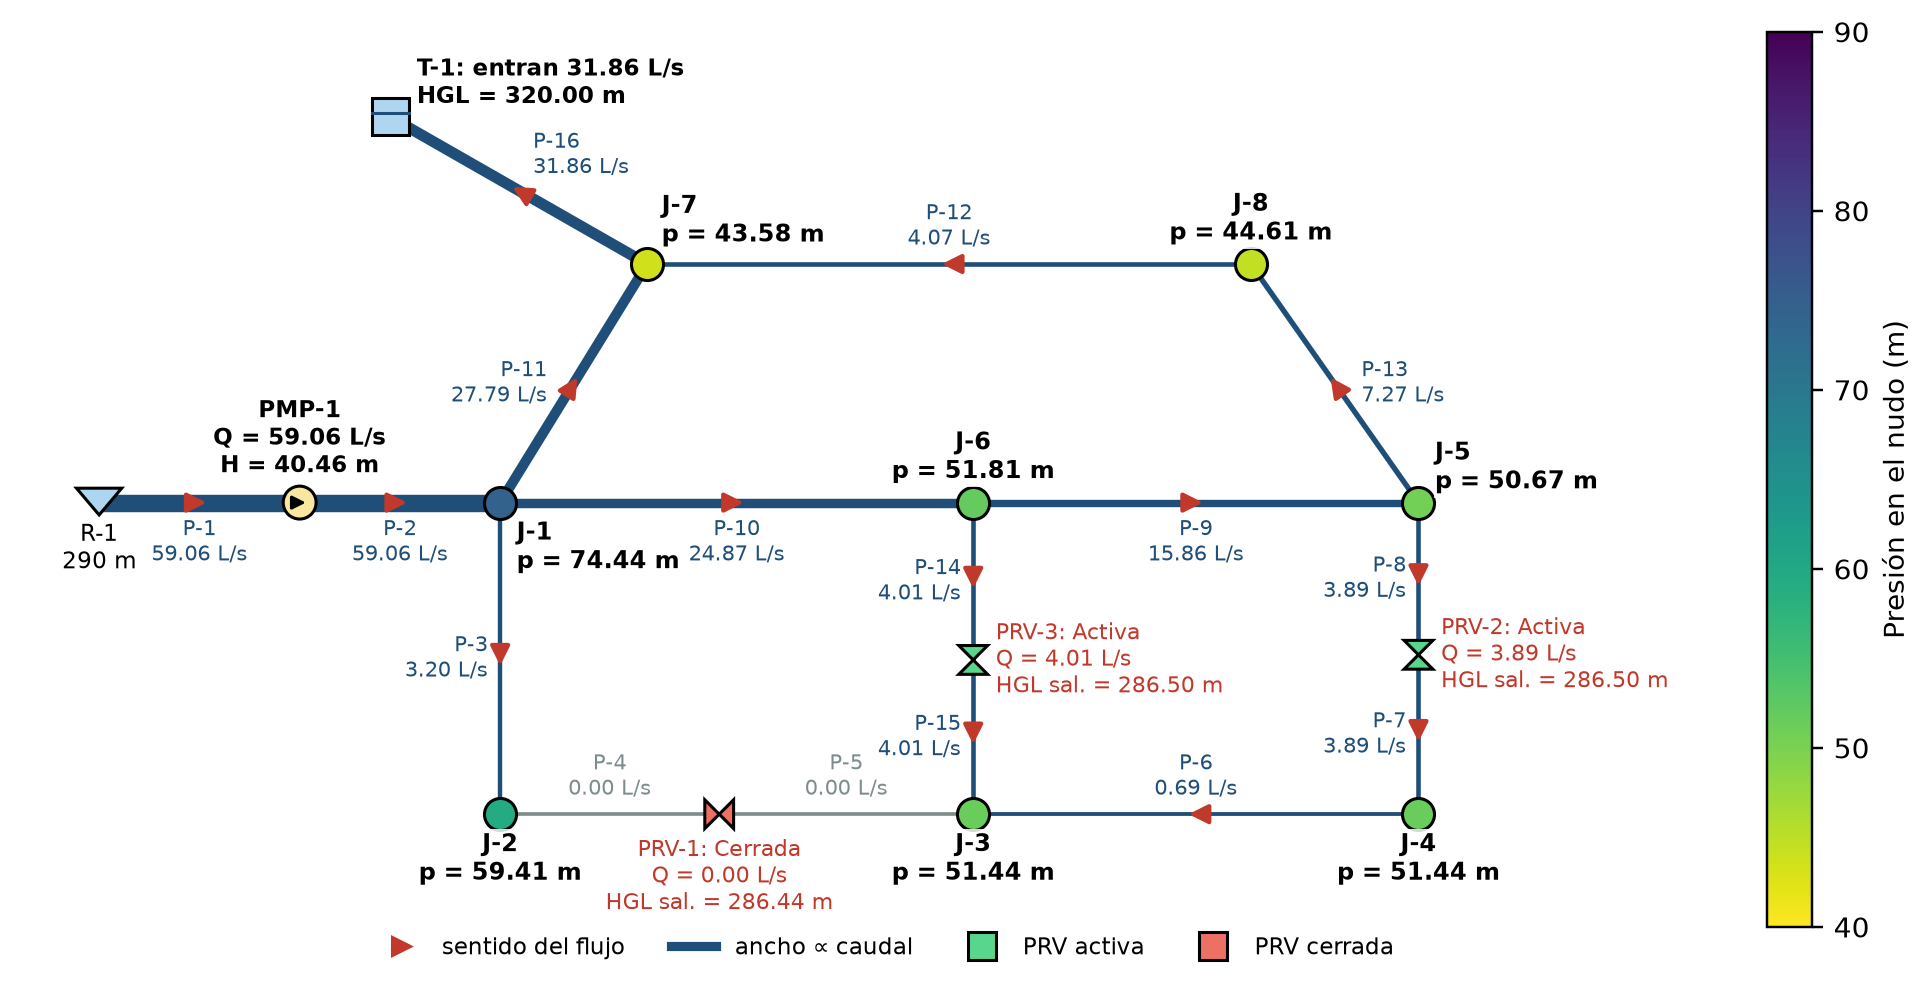 T-1: entran 31.86 L/s
HGL = 320.00 m
P-16
31.86 L/s
J-7
p = 43.58 m
P-12
4.07 L/s
J-8
p = 44.61 m
P-11
27.79 L/s
P-13
7.27 L/s
PMP-1
Q = 59.06 L/s
H = 40.46 m
J-6
p = 51.81 m
J-5
p = 50.67 m
R-1
290 m
P-1
59.06 L/s
P-2
59.06 L/s
J-1
p = 74.44 m
P-10
24.87 L/s
P-9
15.86 L/s
P-14
4.01 L/s
P-8
3.89 L/s
P-3
3.20 L/s
PRV-3: Activa
Q = 4.01 L/s
HGL sal. = 286.50 m
PRV-2: Activa
Q = 3.89 L/s
HGL sal. = 286.50 m
P-15
4.01 L/s
P-7
3.89 L/s
P-4
0.00 L/s
P-5
0.00 L/s
P-6
0.69 L/s
J-2
p = 59.41 m
PRV-1: Cerrada
Q = 0.00 L/s
HGL sal. = 286.44 m
J-3
p = 51.44 m
J-4
p = 51.44 m
sentido del flujo
ancho ∝ caudal
PRV activa
PRV cerrada
90
80
70
60
50
40
Presión en el nudo (m)